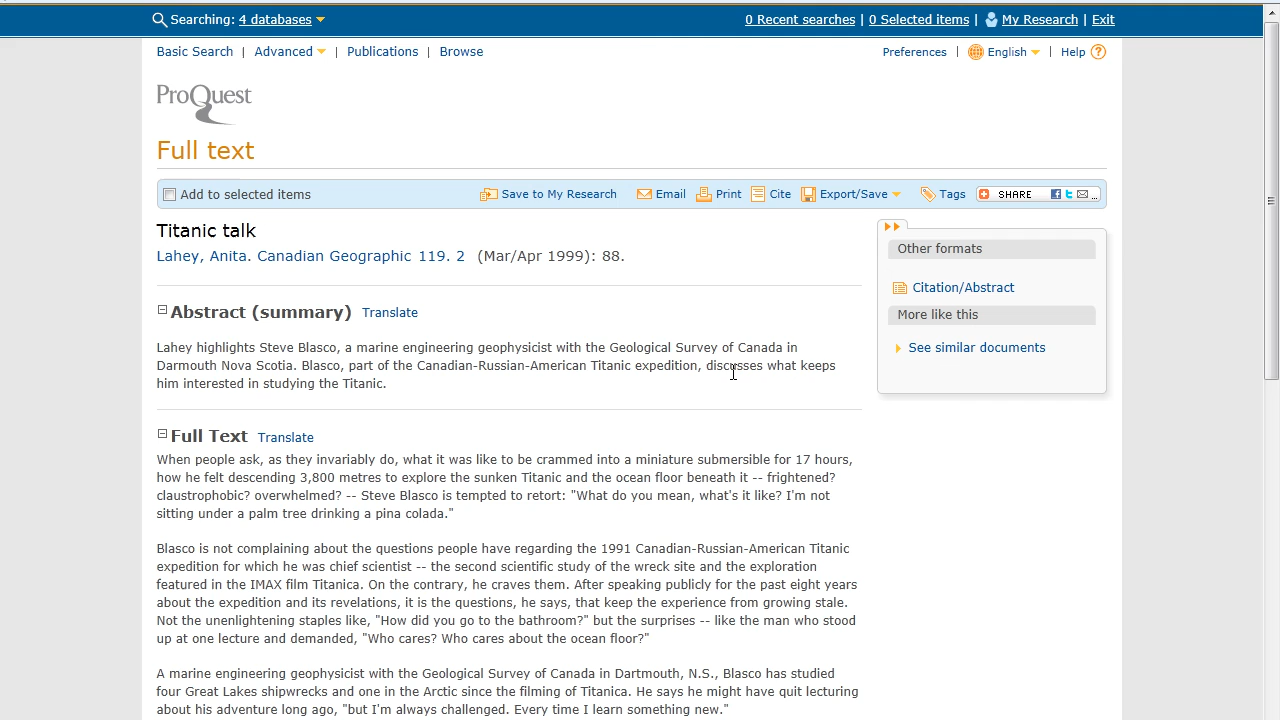 Searching: 4 databases
0 Recent searches | 0 Selected items | My Research | Exit
Basic Search | Advanced | Publications | Browse
Preferences | English | Help ?
ProQuest
Full text
Add to selected items
Save to My Research Email Print Cite Export/Save Tags SHARE ...
Titanic talk
Lahey, Anita. Canadian Geographic 119. 2 (Mar/Apr 1999): 88.
Abstract (summary) Translate
Lahey highlights Steve Blasco, a marine engineering geophysicist with the Geological Survey of Canada in
Darmouth Nova Scotia. Blasco, part of the Canadian-Russian-American Titanic expedition, discusses what keeps
him interested in studying the Titanic.
Full Text Translate
When people ask, as they invariably do, what it was like to be crammed into a miniature submersible for 17 hours,
how he felt descending 3,800 metres to explore the sunken Titanic and the ocean floor beneath it -- frightened?
claustrophobic? overwhelmed? -- Steve Blasco is tempted to retort: "What do you mean, what's it like? I'm not
sitting under a palm tree drinking a pina colada."
Blasco is not complaining about the questions people have regarding the 1991 Canadian-Russian-American Titanic
expedition for which he was chief scientist -- the second scientific study of the wreck site and the exploration
featured in the IMAX film Titanica. On the contrary, he craves them. After speaking publicly for the past eight years
about the expedition and its revelations, it is the questions, he says, that keep the experience from growing stale.
Not the unenlightening staples like, "How did you go to the bathroom?" but the surprises -- like the man who stood
up at one lecture and demanded, "Who cares? Who cares about the ocean floor?"
A marine engineering geophysicist with the Geological Survey of Canada in Dartmouth, N.S., Blasco has studied
four Great Lakes shipwrecks and one in the Arctic since the filming of Titanica. He says he might have quit lecturing
about his adventure long ago, "but I'm always challenged. Every time I learn something new."
Other formats
Citation/Abstract
More like this
See similar documents